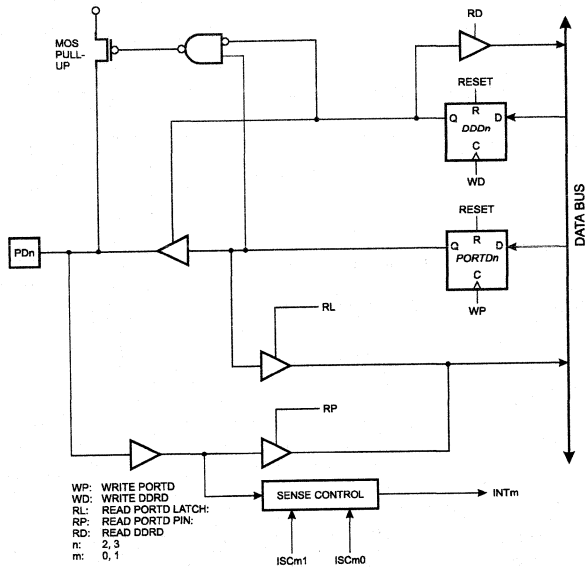 MOS
PULL-
UP
RD
RESET
R
Q
D
DDDn
C
WD
DATA BUS
RESET
R
Q
D
PORTDn
C
WP
PDn
RL
RP
WP: WRITE PORTD
WD: WRITE DDRD
RL: READ PORTD LATCH:
RP: READ PORTD PIN:
RD: READ DDRD
n: 2, 3
m: 0, 1
SENSE CONTROL
INTm
ISCm1
ISCm0